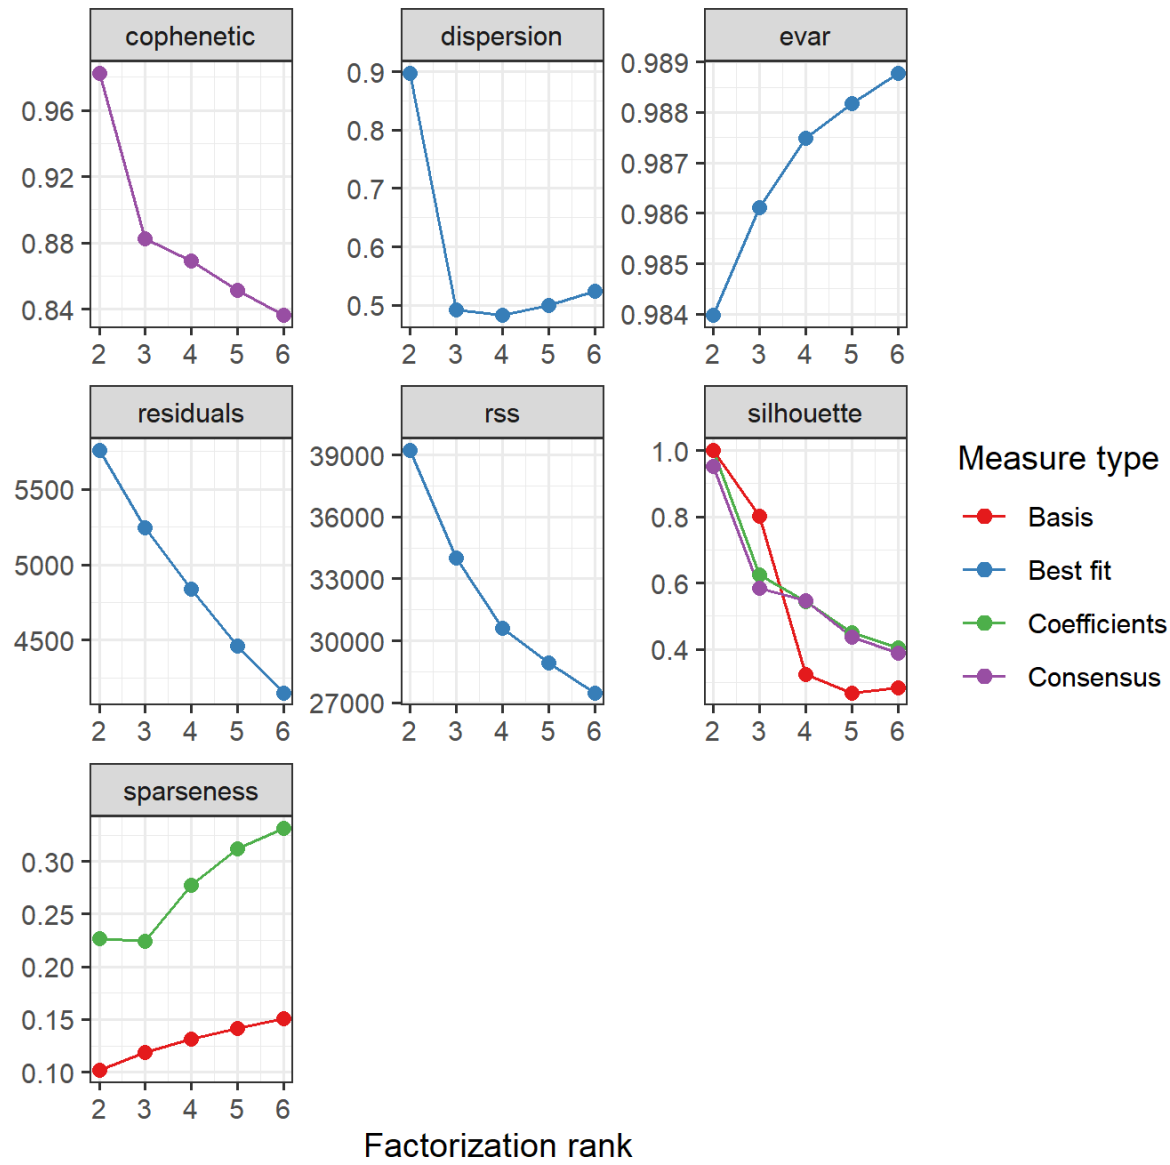 cophenetic
dispersion
evar
0.96
0.92
0.88
0.84
2 3 4 5 6
0.9
0.8
0.7
0.6
0.5
2 3 4 5 6
0.989
0.988
0.987
0.986
0.985
0.984
2 3 4 5 6
residuals
rss
silhouette
5500
5000
4500
2 3 4 5 6
39000
36000
33000
30000
27000
2 3 4 5 6
1.0
0.8
0.6
0.4
2 3 4 5 6
Measure type
Basis
Best fit
Coefficients
Consensus
sparseness
0.30
0.25
0.20
0.15
0.10
2 3 4 5 6
Factorization rank